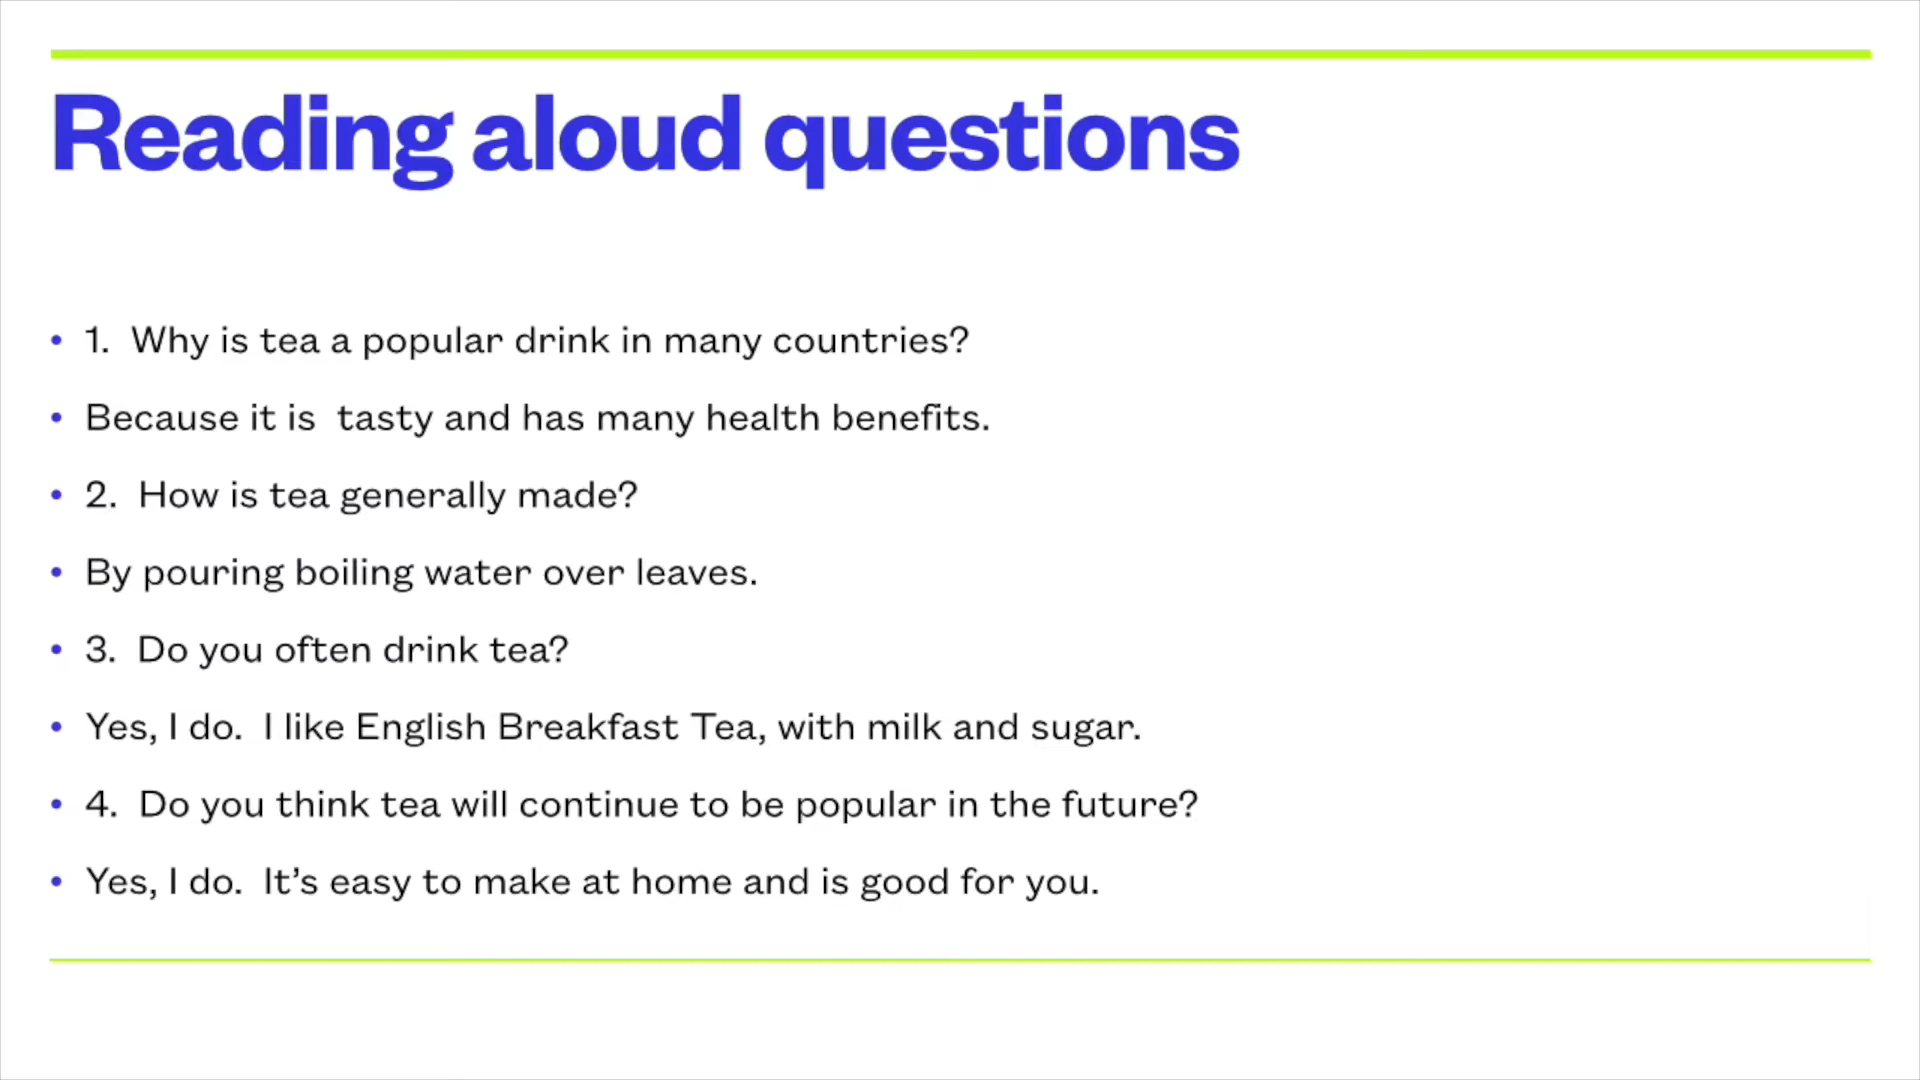 Reading aloud questions
• 1.  Why is tea a popular drink in many countries?
• Because it is  tasty and has many health benefits.
• 2.  How is tea generally made?
• By pouring boiling water over leaves.
• 3.  Do you often drink tea?
• Yes, I do.  I like English Breakfast Tea, with milk and sugar.
• 4.  Do you think tea will continue to be popular in the future?
• Yes, I do.  It’s easy to make at home and is good for you.